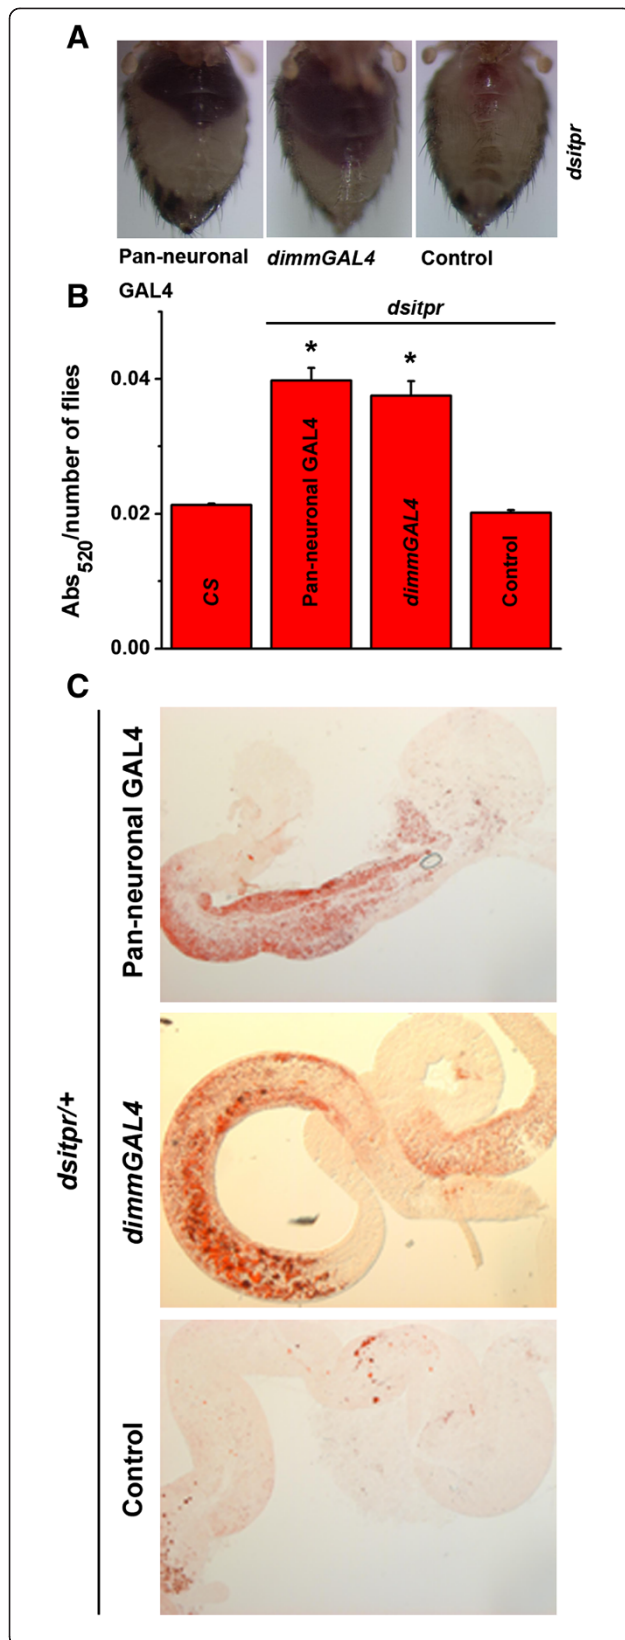 A
dsitpr
Pan-neuronal GAL4
dimmGAL4
Control
B
dsitpr
* *
Abs520/number of flies
0.04
0.02
0.00
CS
Pan-neuronal GAL4
dimmGAL4
Control
C
dsitpr/+
Pan-neuronal GAL4
dimmGAL4
Control